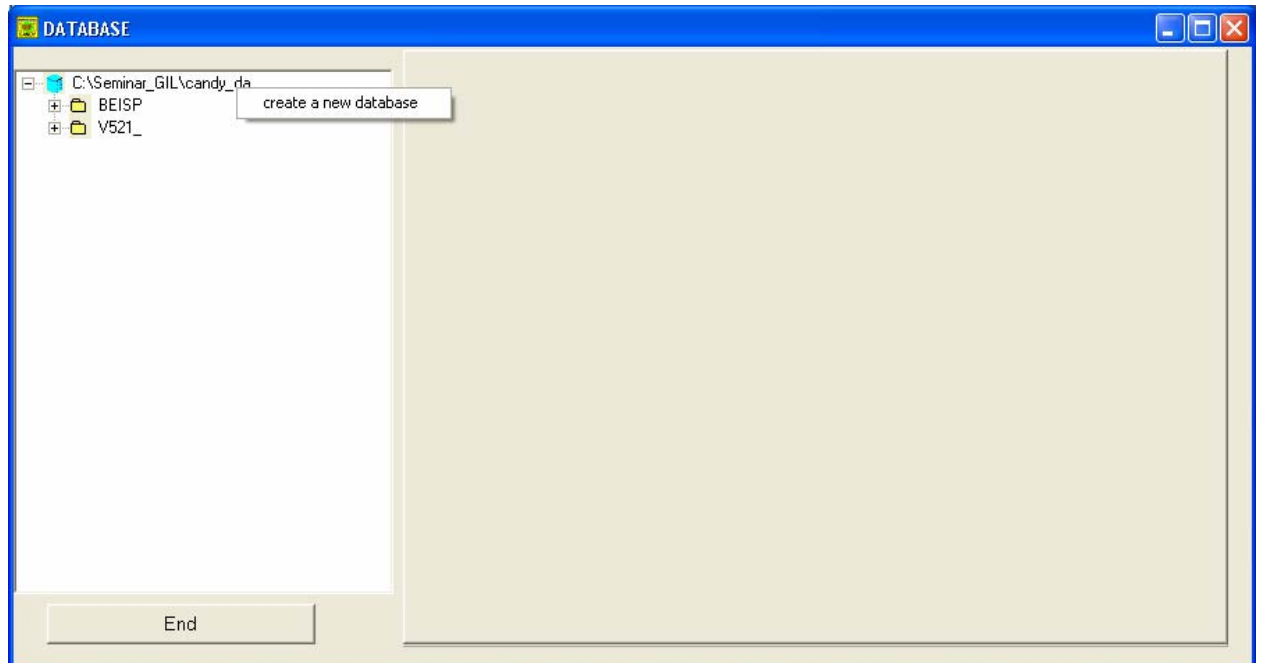 DATABASE
C:\Seminar_GIL\candy_da
create a new database
BEISP
V521_
End